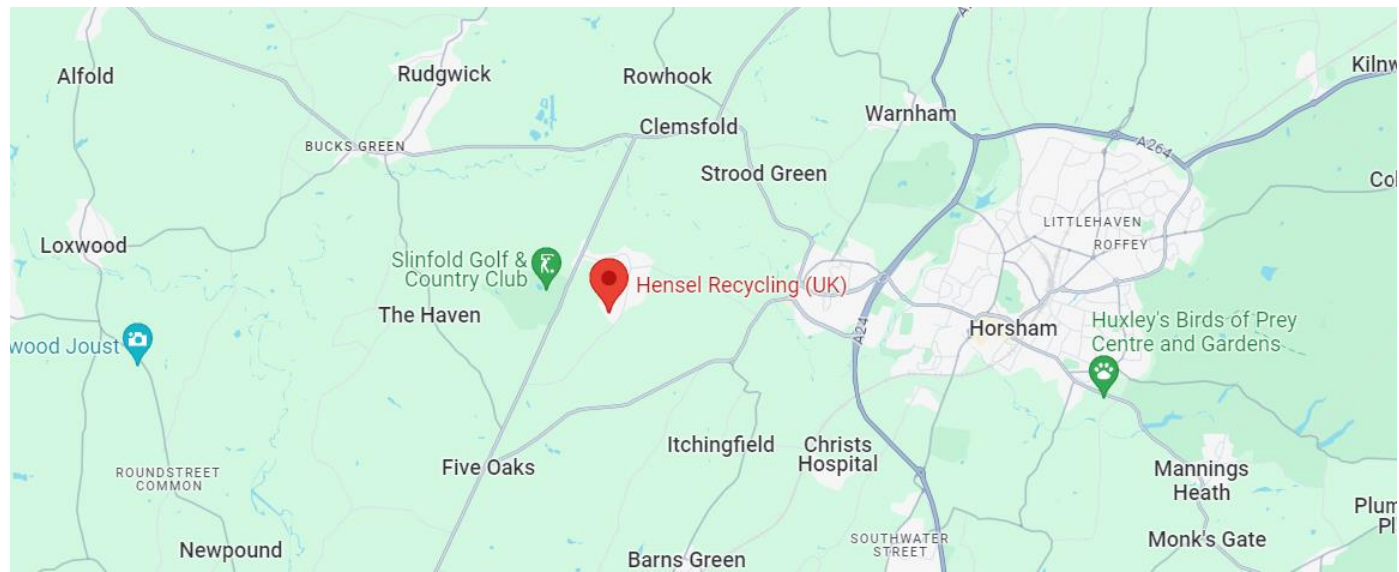 Kilnw
Alfold
Rudgwick
Rowhook
Warnham
Clemsfold
BUCKS GREEN
A264
Strood Green
Col
LITTLEHAVEN
ROFFEY
Loxwood
Slinfold Golf &
Country Club
Hensel Recycling (UK)
The Haven
A24
Horsham
Huxley's Birds of Prey
Centre and Gardens
wood Joust
Itchingfield
Christs
Hospital
Five Oaks
ROUNDSTREET
COMMON
Mannings
Heath
Plum
Pl
Newpound
Barns Green
SOUTHWATER
STREET
Monk's Gate